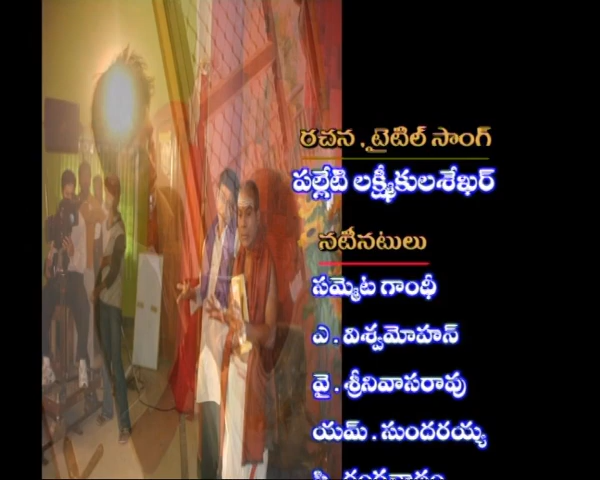 రచన, టైటిల్ సాంగ్
పల్లేటి లక్ష్మీకులశేఖర్
నటీనటులు
సమ్మెట గాంధీ
ఎ. విశ్వమోహన్
వై. శ్రీనివాసరావు
యమ్. సుందరయ్య